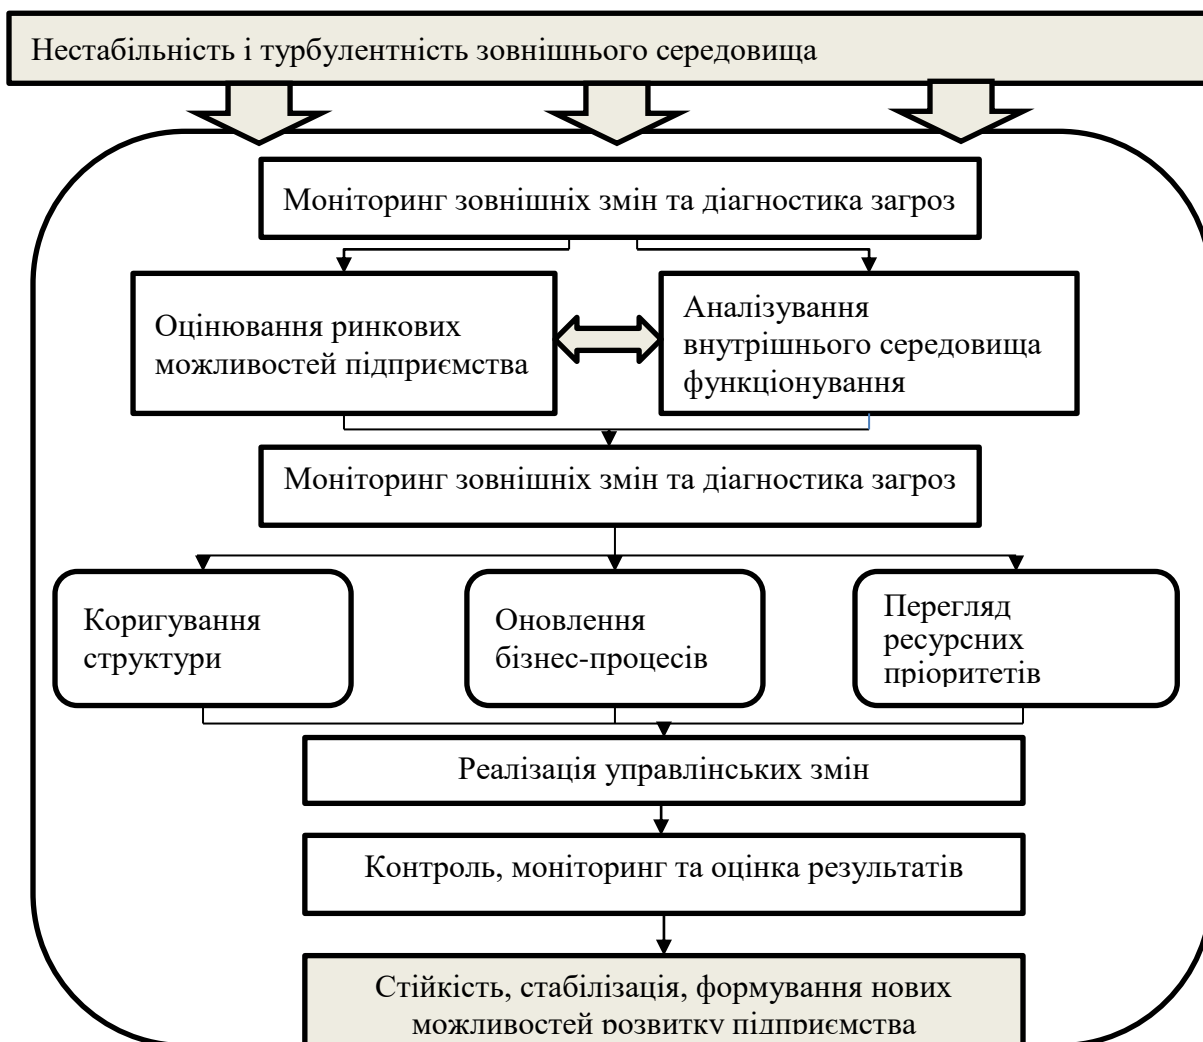 Нестабільність і турбулентність зовнішнього середовища
Моніторинг зовнішніх змін та діагностика загроз
Оцінювання ринкових
можливостей підприємства
Аналізування
внутрішнього середовища
функціонування
Моніторинг зовнішніх змін та діагностика загроз
Коригування
структури
Оновлення
бізнес-процесів
Перегляд
ресурсних
пріоритетів
Реалізація управлінських змін
Контроль, моніторинг та оцінка результатів
Стійкість, стабілізація, формування нових
можливостей розвитку підприємства